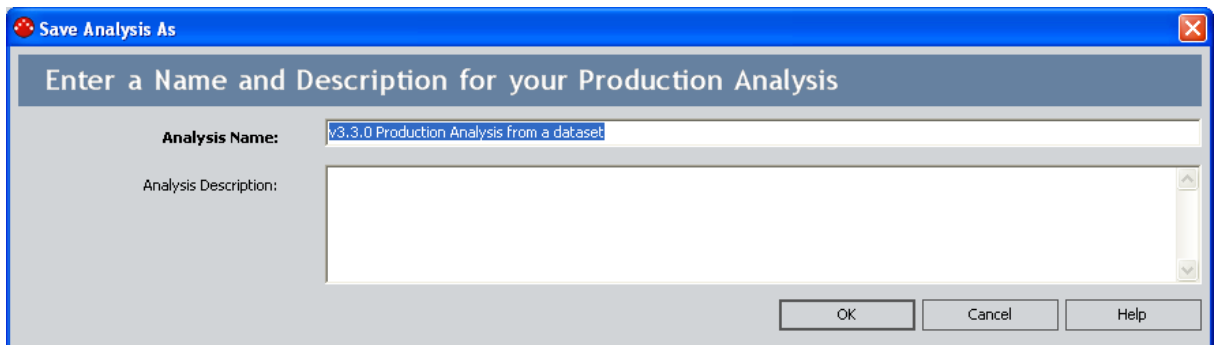 Save Analysis As
Enter a Name and Description for your Production Analysis
Analysis Name: v3.3.0 Production Analysis from a dataset
Analysis Description:
OK Cancel Help